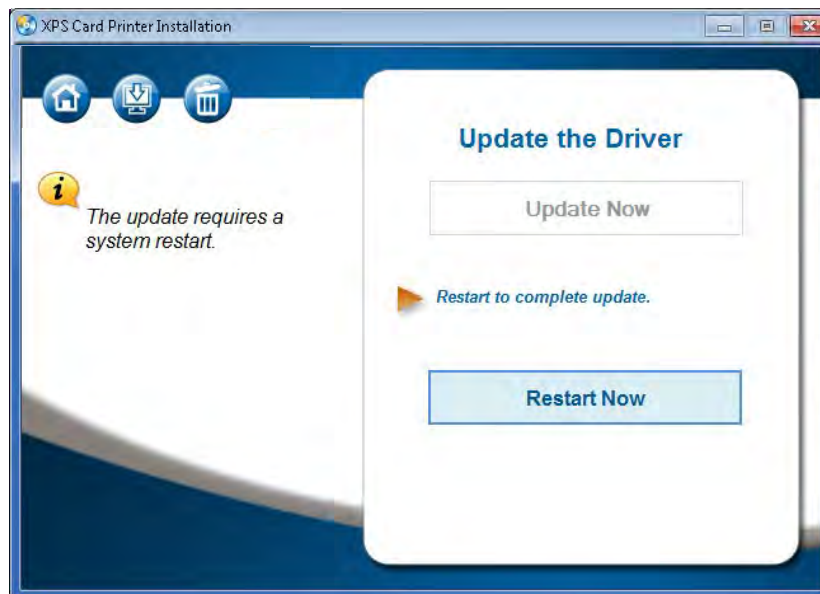 XPS Card Printer Installation
Update the Driver
i
The update requires a
system restart.
Update Now
Restart to complete update.
Restart Now